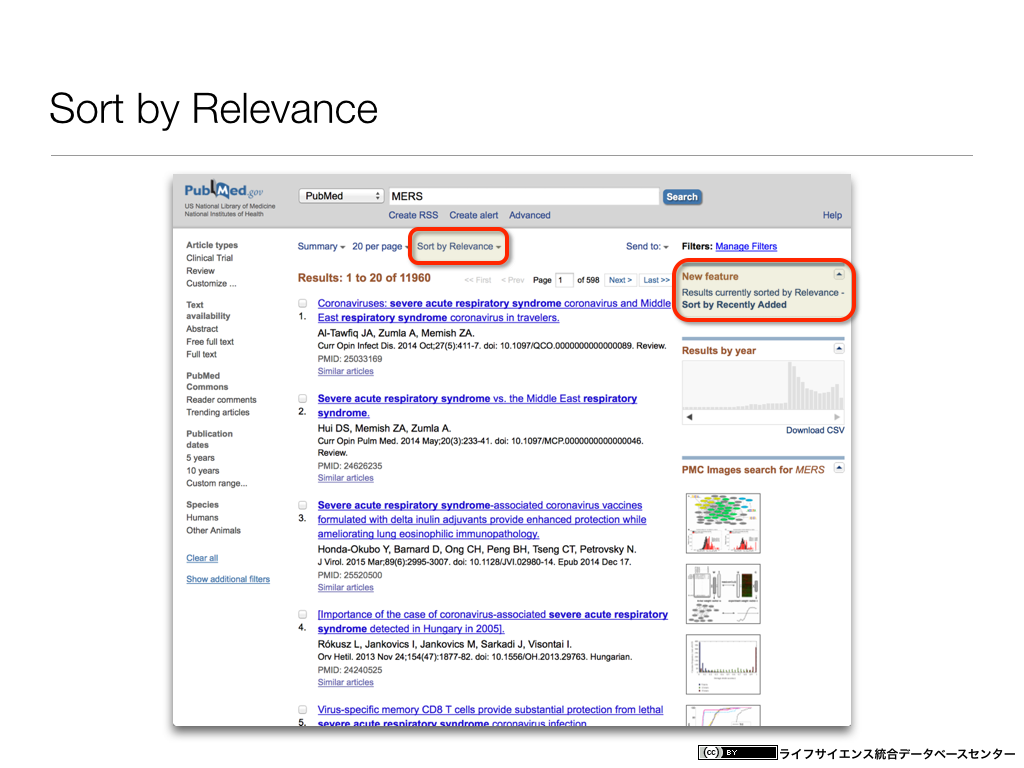 Sort by Relevance
PubMed.gov
US National Library of Medicine
National Institutes of Health
PubMed
MERS
Search
Create RSS Create alert Advanced
Help
Article types
Clinical Trial
Review
Customize ...
Text
availability
Abstract
Free full text
Full text
PubMed
Commons
Reader comments
Trending articles
Publication
dates
5 years
10 years
Custom range...
Species
Humans
Other Animals
Clear all
Show additional filters
Summary 20 per page Sort by Relevance
Send to:
Results: 1 to 20 of 11960
<< First < Prev Page 1 of 598 Next > Last >>
1. Coronaviruses: severe acute respiratory syndrome coronavirus and Middle
East respiratory syndrome coronavirus in travelers.
Al-Tawfiq JA, Zumla A, Memish ZA.
Curr Opin Infect Dis. 2014 Oct;27(5):411-7. doi: 10.1097/QCO.0000000000000089. Review.
PMID: 25033169
Similar articles
2. Severe acute respiratory syndrome vs. the Middle East respiratory
syndrome.
Hui DS, Memish ZA, Zumla A.
Curr Opin Pulm Med. 2014 May;20(3):233-41. doi: 10.1097/MCP.0000000000000046.
Review.
PMID: 24626235
Similar articles
3. Severe acute respiratory syndrome-associated coronavirus vaccines
formulated with delta inulin adjuvants provide enhanced protection while
ameliorating lung eosinophilic immunopathology.
Honda-Okubo Y, Barnard D, Ong CH, Peng BH, Tseng CT, Petrovsky N.
J Virol. 2015 Mar;89(6):2995-3007. doi: 10.1128/JVI.02980-14. Epub 2014 Dec 17.
PMID: 25520500
Similar articles
4. [Importance of the case of coronavirus-associated severe acute respiratory
syndrome detected in Hungary in 2005].
Rókusz L, Jankovics I, Jankovics M, Sarkadi J, Visontai I.
Orv Hetil. 2013 Nov 24;154(47):1877-82. doi: 10.1556/OH.2013.29763. Hungarian.
PMID: 24240525
Similar articles
5. Virus-specific memory CD8 T cells provide substantial protection from lethal
severe acute respiratory syndrome coronavirus infection.
Filters: Manage Filters
New feature
Results currently sorted by Relevance -
Sort by Recently Added
Results by year
Download CSV
PMC Images search for MERS
cc BY ライフサイエンス統合データベースセンター